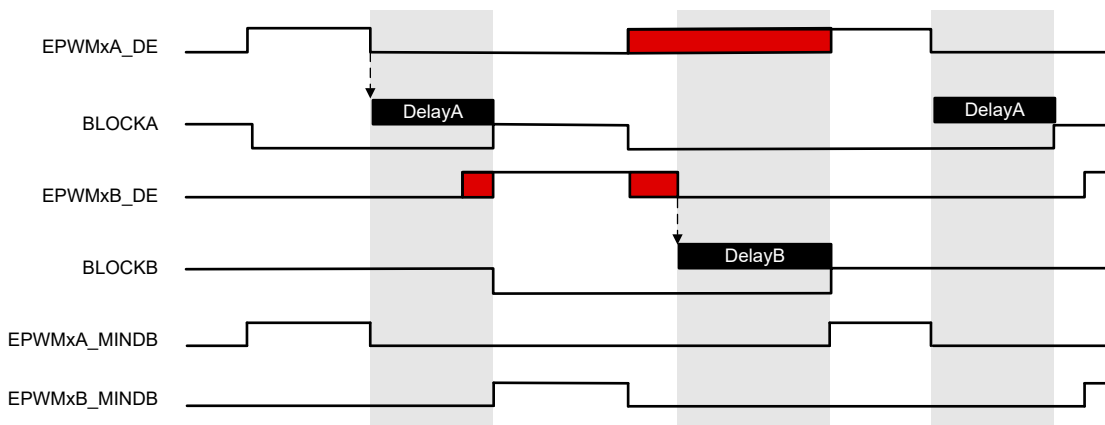 EPWMxA_DE
DelayA
DelayA
BLOCKA
EPWMxB_DE
DelayB
BLOCKB
EPWMxA_MINDB
EPWMxB_MINDB